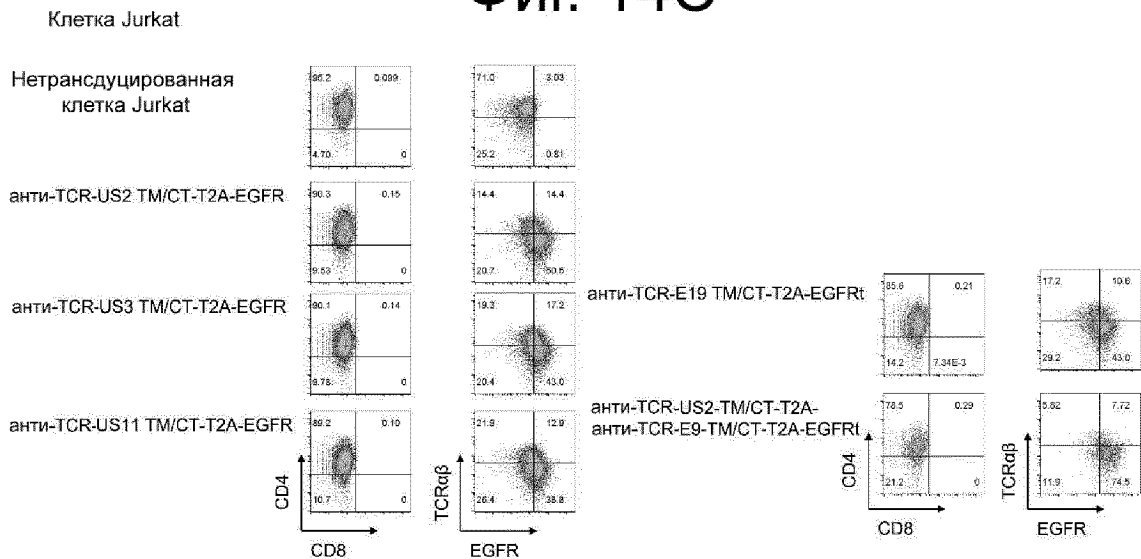 Фиг. 14C
Клетка Jurkat
Нетрансдуцированная
клетка Jurkat
95.2 0.099
4.70 0
71.0 3.03
25.2 0.81
анти-TCR-US2 TM/CT-T2A-EGFR
90.3 0.15
9.53 0
14.4 14.4
20.7 50.5
анти-TCR-US3 TM/CT-T2A-EGFR
90.1 0.14
9.78 0
19.3 17.2
20.4 43.0
анти-TCR-US11 TM/CT-T2A-EGFR
89.2 0.10
10.7 0
21.9 12.9
26.4 38.8
CD4
CD8
TCRαβ
EGFR
анти-TCR-E19 TM/CT-T2A-EGFRt
85.6 0.21
14.2 7.34E-3
17.2 10.6
29.2 43.0
анти-TCR-US2-TM/CT-T2A-
анти-TCR-E9-TM/CT-T2A-EGFRt
78.5 0.29
21.2 0
5.82 7.72
11.9 74.5
CD4
CD8
TCRαβ
EGFR